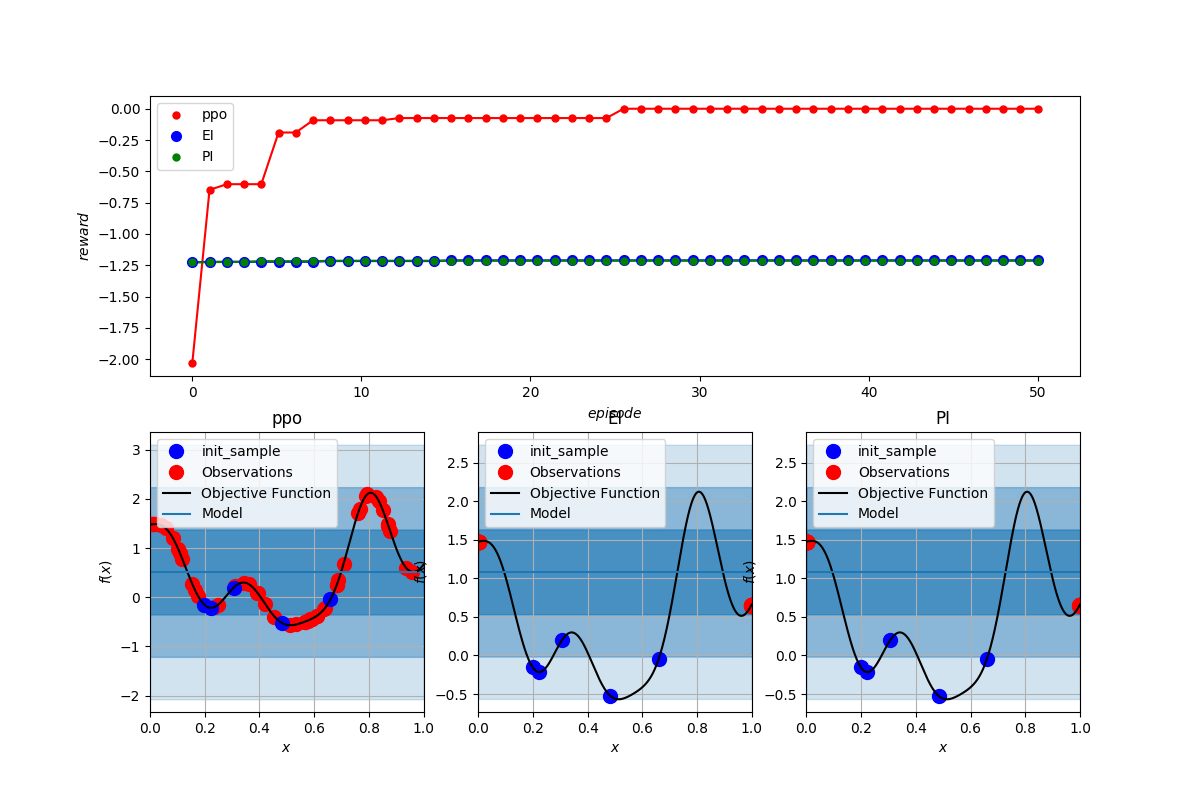 0.00
−0.25
−0.50
−0.75
−1.00
−1.25
−1.50
−1.75
−2.00
reward
ppo
EI
PI
0 10 20 30 40 50
episode
ppo
EI
PI
3
2
1
0
−1
−2
f(x)
init_sample
Observations
Objective Function
Model
0.0 0.2 0.4 0.6 0.8 1.0
x
2.5
2.0
1.5
1.0
0.5
0.0
−0.5
f(x)
init_sample
Observations
Objective Function
Model
0.0 0.2 0.4 0.6 0.8 1.0
x
2.5
2.0
1.5
1.0
0.5
0.0
−0.5
f(x)
init_sample
Observations
Objective Function
Model
0.0 0.2 0.4 0.6 0.8 1.0
x